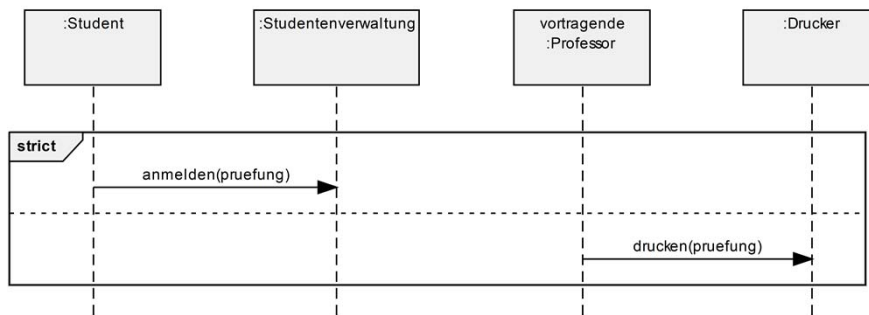 :Student
:Studentenverwaltung
vortragende
:Professor
:Drucker
strict
anmelden(pruefung)
drucken(pruefung)